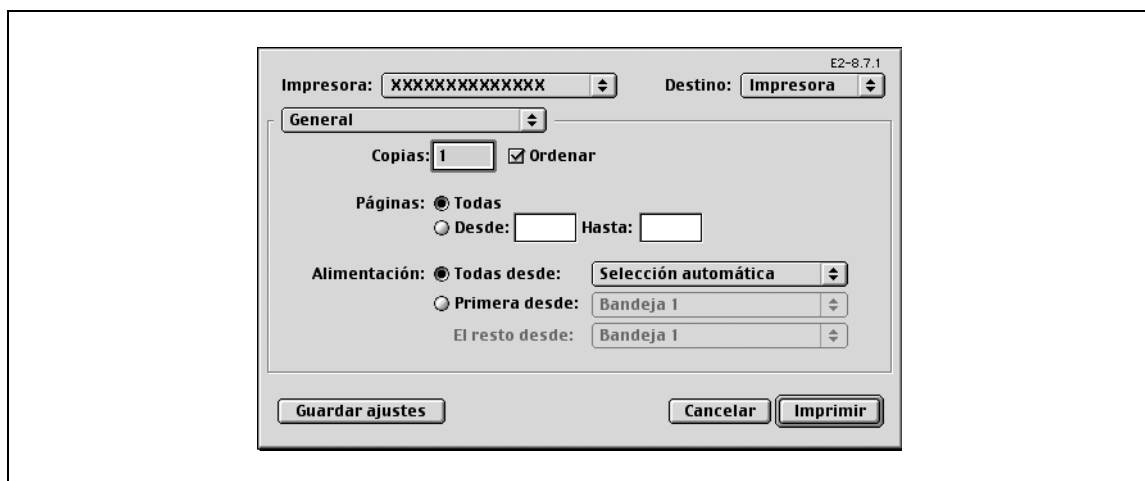 E2-8.7.1
Impresora: XXXXXXXXXXXXXX Destino: Impresora
General
Copias: 1 Ordenar
Páginas: Todas
Desde: Hasta:
Alimentación: Todas desde: Selección automática
Primera desde: Bandeja 1
El resto desde: Bandeja 1
Guardar ajustes Cancelar Imprimir